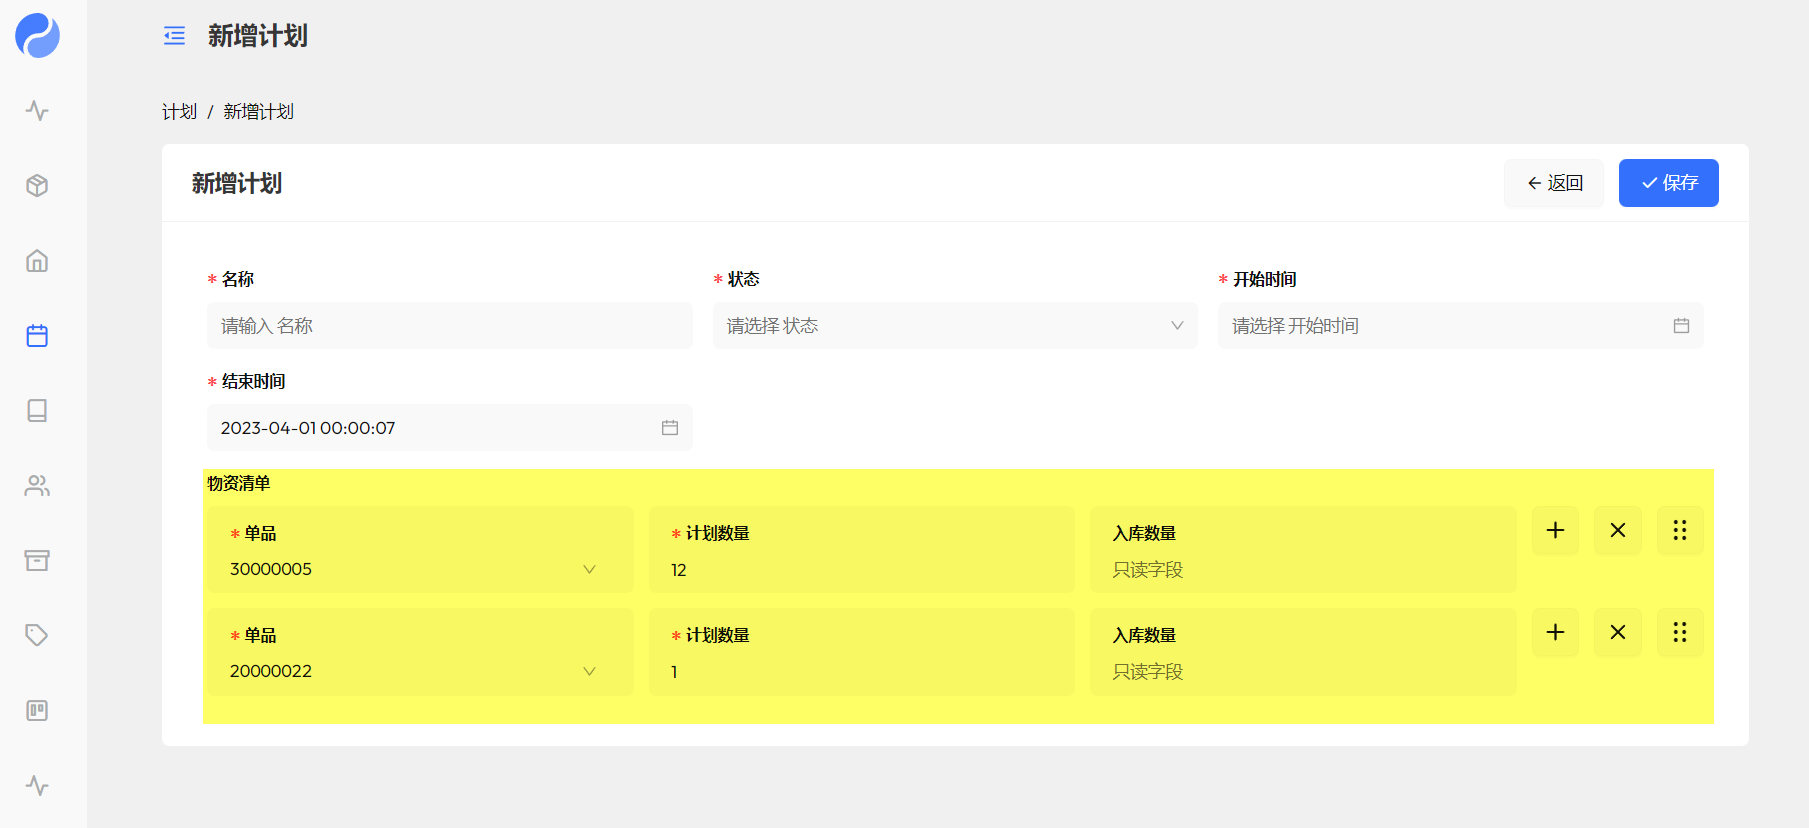 新增计划
计划 / 新增计划
新增计划
返回
保存
* 名称
* 状态
* 开始时间
请输入 名称
请选择 状态
请选择 开始时间
* 结束时间
2023-04-01 00:00:07
物资清单
* 单品
* 计划数量
入库数量
30000005
12
只读字段
* 单品
* 计划数量
入库数量
20000022
1
只读字段